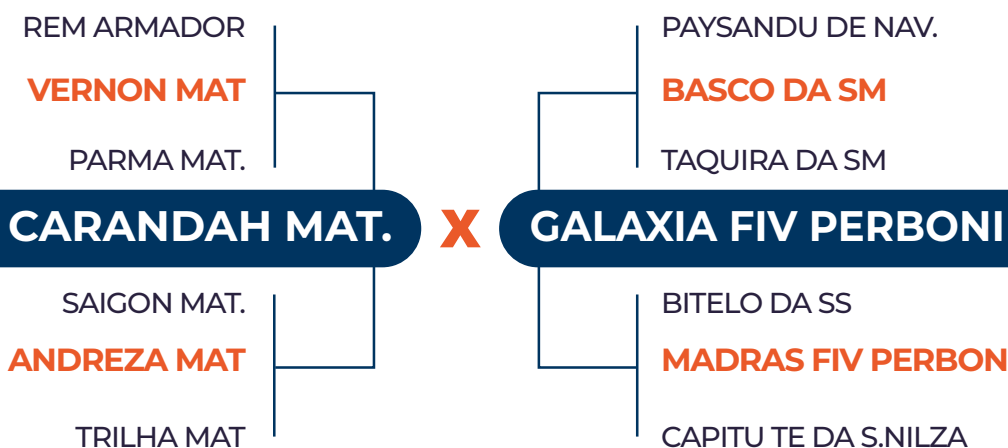 REM ARMADOR
VERNON MAT
PARMA MAT.
CARANDAH MAT.
SAIGON MAT.
ANDREZA MAT
TRILHA MAT
X
PAYSANDU DE NAV.
BASCO DA SM
TAQUIRA DA SM
GALAXIA FIV PERBONI
BITELO DA SS
MADRAS FIV PERBON
CAPITU TE DA S.NILZA